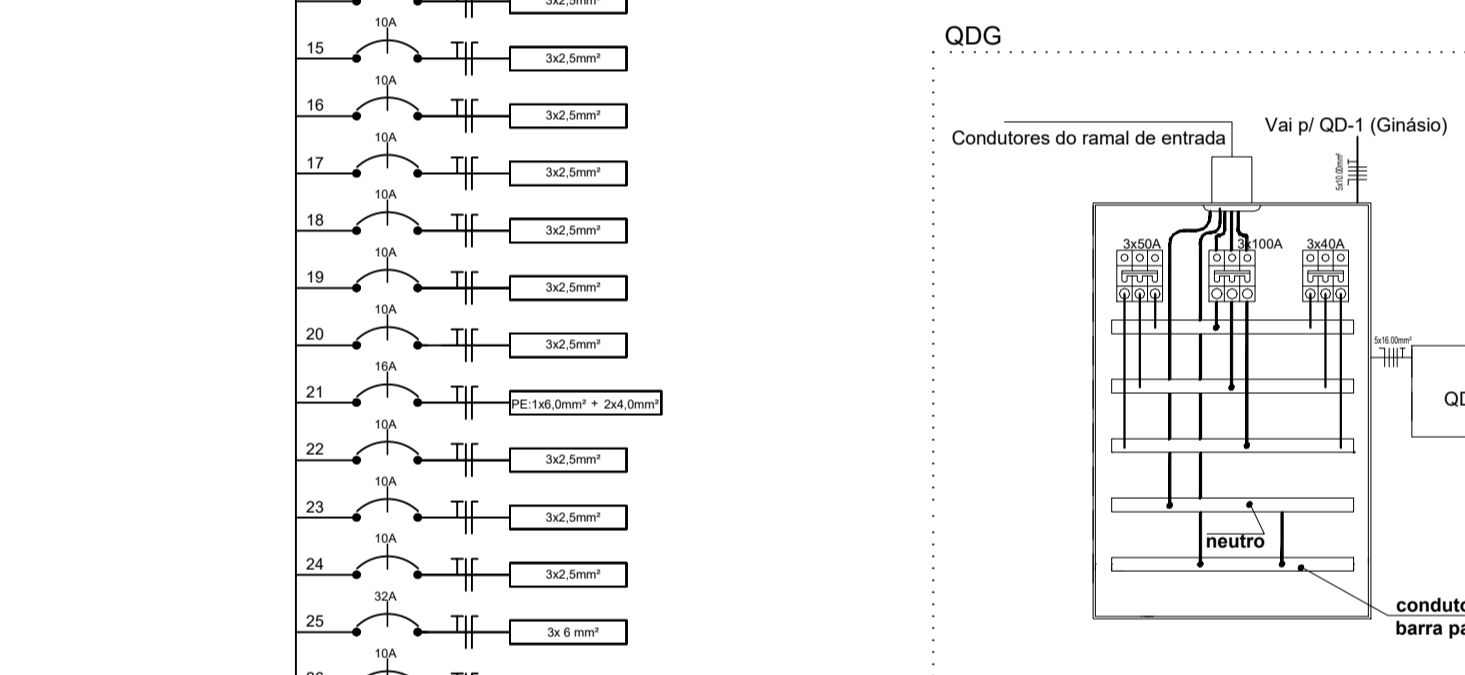 3x2,5mm²
10A
15
3x2,5mm²
10A
16
3x2,5mm²
10A
17
3x2,5mm²
10A
18
3x2,5mm²
10A
19
3x2,5mm²
10A
20
3x2,5mm²
16A
21
PE:1x6,0mm² + 2x4,0mm²
10A
22
3x2,5mm²
10A
23
3x2,5mm²
10A
24
3x2,5mm²
32A
25
3x 6 mm²
10A
QDG
Condutores do ramal de entrada
Vai p/ QD-1 (Ginásio)
5x10.00mm²
3x50A
3x100A
3x40A
5x16.00mm²
neutro
barra